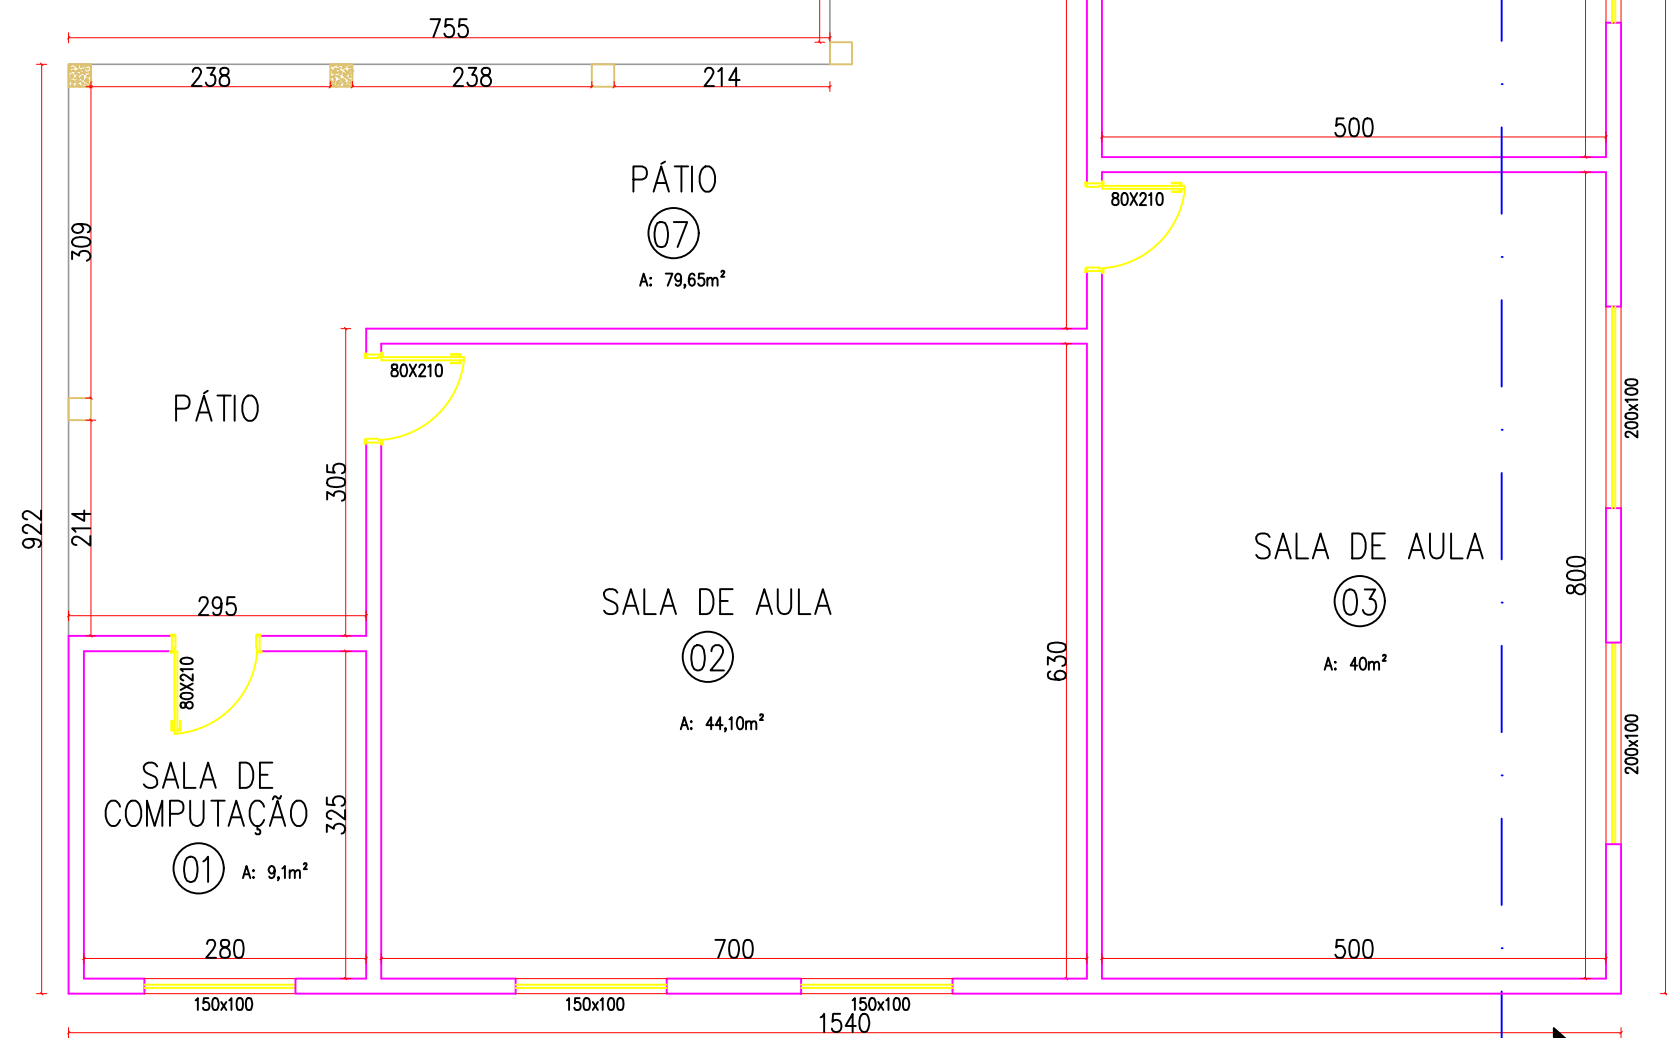 755
238
238
214
500
PÁTIO
07
A: 79,65m²
80X210
309
80X210
PÁTIO
200x100
305
922
214
SALA DE AULA
03
A: 40m²
800
295
SALA DE AULA
02
A: 44,10m²
630
80X210
200x100
SALA DE
COMPUTAÇÃO
01
A: 9,1m²
325
280
700
500
150x100
150x100
150x100
1540